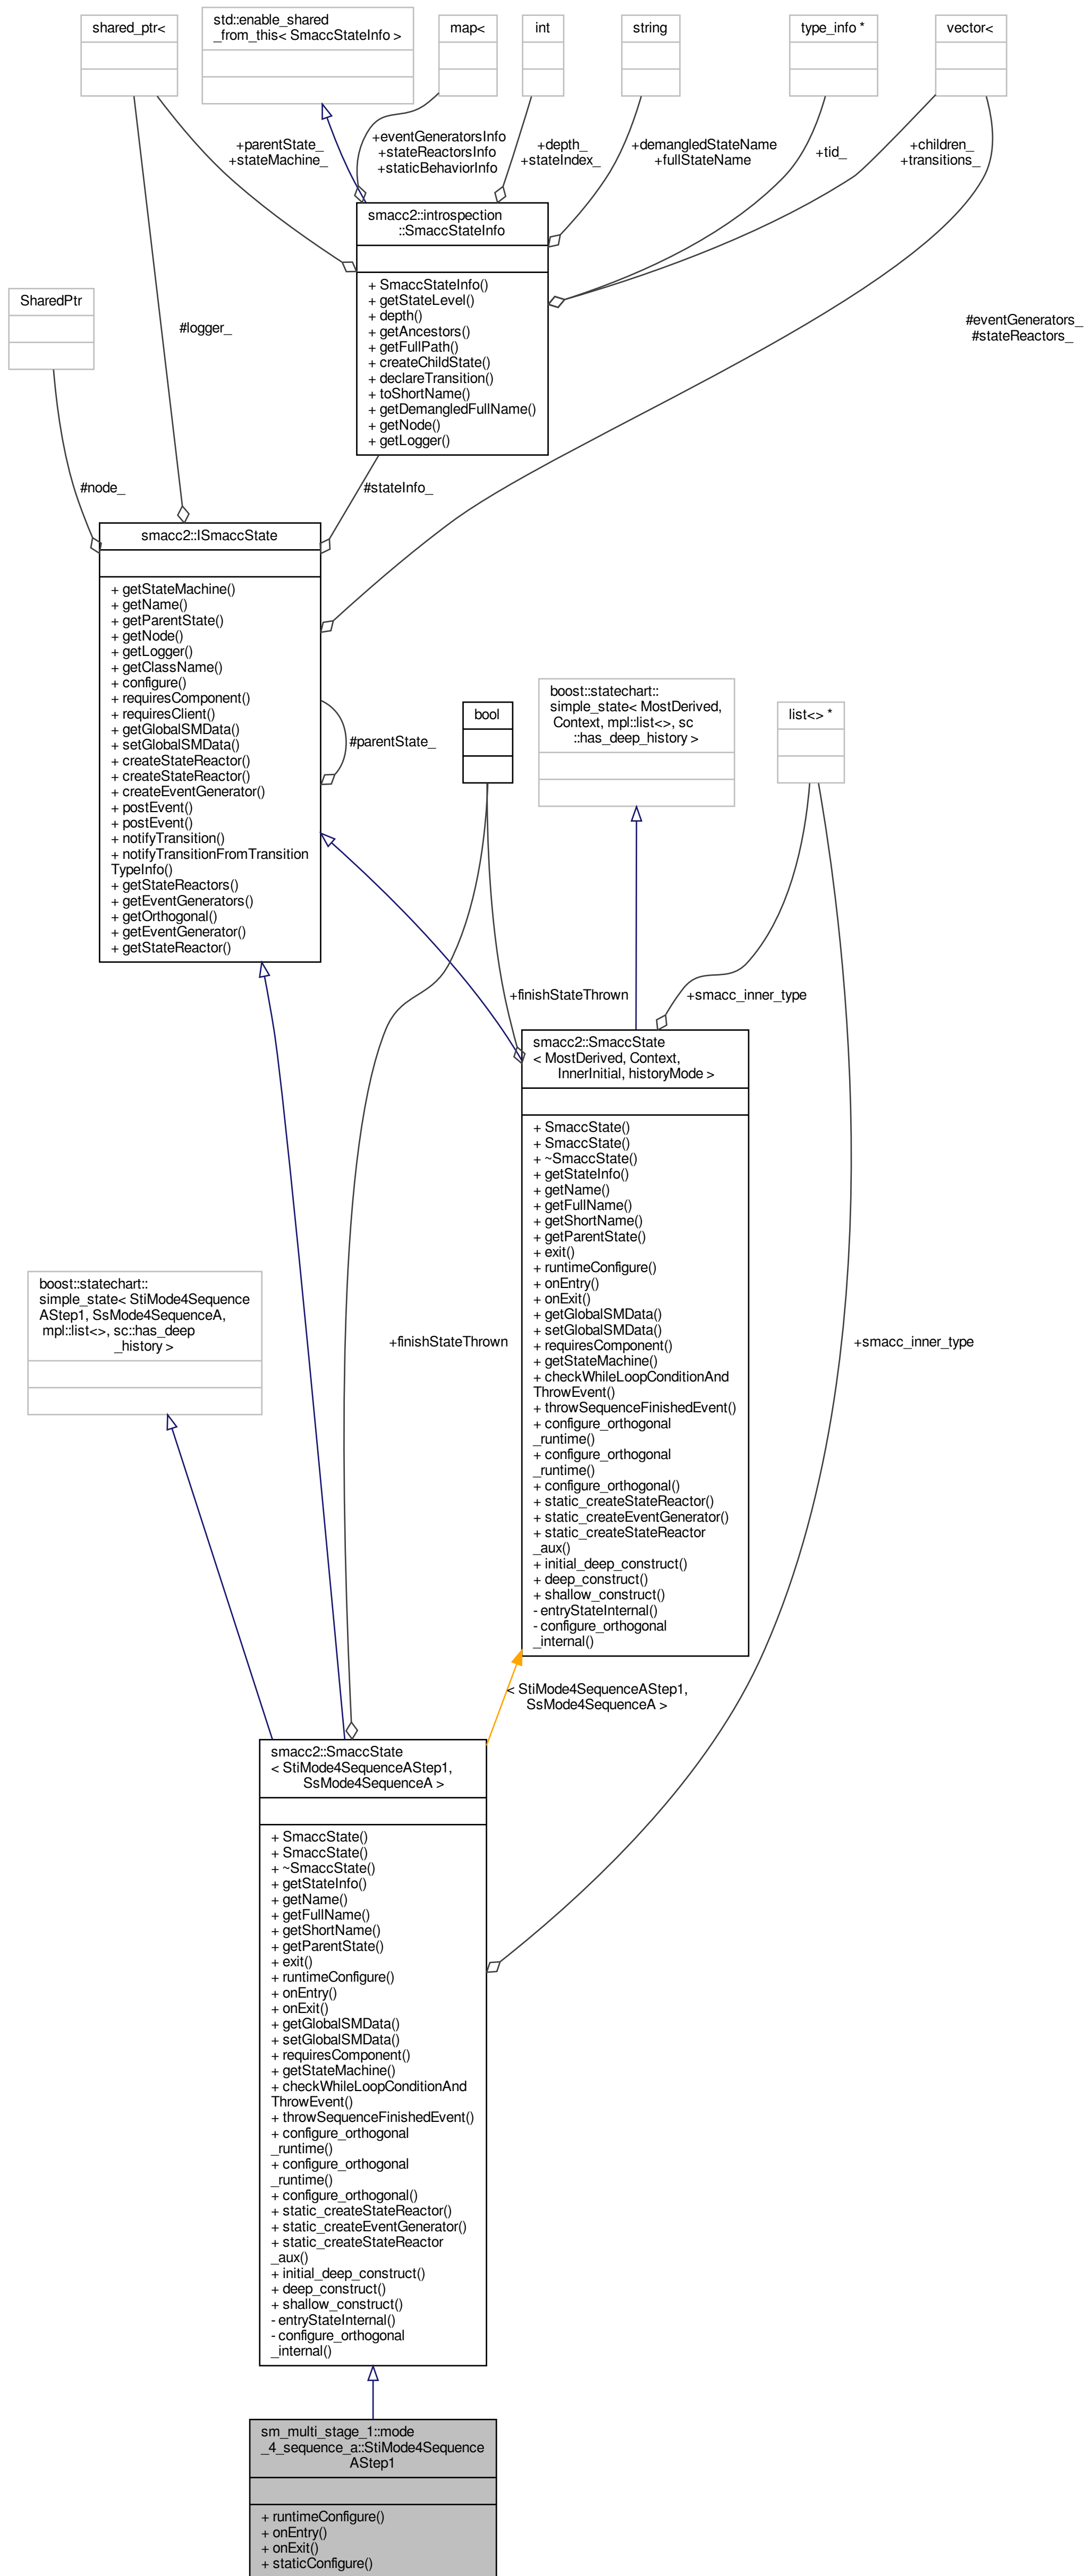 shared_ptr<
std::enable_shared
_from_this< SmaccStateInfo >
map<
int
string
type_info *
vector<
+parentState_
+stateMachine_
+eventGeneratorsInfo
+stateReactorsInfo
+staticBehaviorInfo
+depth_
+stateIndex_
+demangledStateName
+fullStateName
+tid_
+children_
+transitions_
smacc2::introspection
::SmaccStateInfo
+ SmaccStateInfo()
+ getStateLevel()
+ depth()
+ getAncestors()
+ getFullPath()
+ createChildState()
+ declareTransition()
+ toShortName()
+ getDemangledFullName()
+ getNode()
+ getLogger()
SharedPtr
#logger_
#eventGenerators_
#stateReactors_
#node_
#stateInfo_
smacc2::ISmaccState
+ getStateMachine()
+ getName()
+ getParentState()
+ getNode()
+ getLogger()
+ getClassName()
+ configure()
+ requiresComponent()
+ requiresClient()
+ getGlobalSMData()
+ setGlobalSMData()
+ createStateReactor()
+ createStateReactor()
+ createEventGenerator()
+ postEvent()
+ postEvent()
+ notifyTransition()
+ notifyTransitionFromTransition
TypeInfo()
+ getStateReactors()
+ getEventGenerators()
+ getOrthogonal()
+ getEventGenerator()
+ getStateReactor()
#parentState_
bool
boost::statechart::
simple_state< MostDerived,
Context, mpl::list<>, sc
::has_deep_history >
list<> *
+finishStateThrown
+smacc_inner_type
smacc2::SmaccState
< MostDerived, Context,
InnerInitial, historyMode >
+ SmaccState()
+ SmaccState()
+ ~SmaccState()
+ getStateInfo()
+ getName()
+ getFullName()
+ getShortName()
+ getParentState()
+ exit()
+ runtimeConfigure()
+ onEntry()
+ onExit()
+ getGlobalSMData()
+ setGlobalSMData()
+ requiresComponent()
+ getStateMachine()
+ checkWhileLoopConditionAnd
ThrowEvent()
+ throwSequenceFinishedEvent()
+ configure_orthogonal
_runtime()
+ configure_orthogonal
_runtime()
+ configure_orthogonal()
+ static_createStateReactor()
+ static_createEventGenerator()
+ static_createStateReactor
_aux()
+ initial_deep_construct()
+ deep_construct()
+ shallow_construct()
- entryStateInternal()
- configure_orthogonal
_internal()
boost::statechart::
simple_state< StiMode4Sequence
AStep1, SsMode4SequenceA,
mpl::list<>, sc::has_deep
_history >
+finishStateThrown
+smacc_inner_type
< StiMode4SequenceAStep1,
SsMode4SequenceA >
smacc2::SmaccState
< StiMode4SequenceAStep1,
SsMode4SequenceA >
+ SmaccState()
+ SmaccState()
+ ~SmaccState()
+ getStateInfo()
+ getName()
+ getFullName()
+ getShortName()
+ getParentState()
+ exit()
+ runtimeConfigure()
+ onEntry()
+ onExit()
+ getGlobalSMData()
+ setGlobalSMData()
+ requiresComponent()
+ getStateMachine()
+ checkWhileLoopConditionAnd
ThrowEvent()
+ throwSequenceFinishedEvent()
+ configure_orthogonal
_runtime()
+ configure_orthogonal
_runtime()
+ configure_orthogonal()
+ static_createStateReactor()
+ static_createEventGenerator()
+ static_createStateReactor
_aux()
+ initial_deep_construct()
+ deep_construct()
+ shallow_construct()
- entryStateInternal()
- configure_orthogonal
_internal()
sm_multi_stage_1::mode
_4_sequence_a::StiMode4Sequence
AStep1
+ runtimeConfigure()
+ onEntry()
+ onExit()
+ staticConfigure()